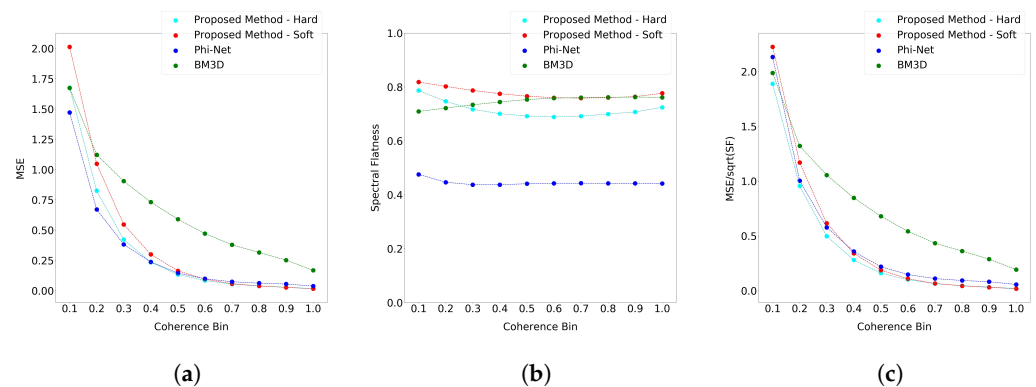 Proposed Method - Hard
Proposed Method - Soft
Phi-Net
BM3D
2.00
1.75
1.50
1.25
1.00
0.75
0.50
0.25
0.00
MSE
0.1 0.2 0.3 0.4 0.5 0.6 0.7 0.8 0.9 1.0
Coherence Bin
(a)
Proposed Method - Hard
Proposed Method - Soft
Phi-Net
BM3D
1.0
0.8
0.6
0.4
0.2
0.0
Spectral Flatness
0.1 0.2 0.3 0.4 0.5 0.6 0.7 0.8 0.9 1.0
Coherence Bin
(b)
Proposed Method - Hard
Proposed Method - Soft
Phi-Net
BM3D
2.0
1.5
1.0
0.5
0.0
MSE/sqrt(SF)
0.1 0.2 0.3 0.4 0.5 0.6 0.7 0.8 0.9 1.0
Coherence Bin
(c)